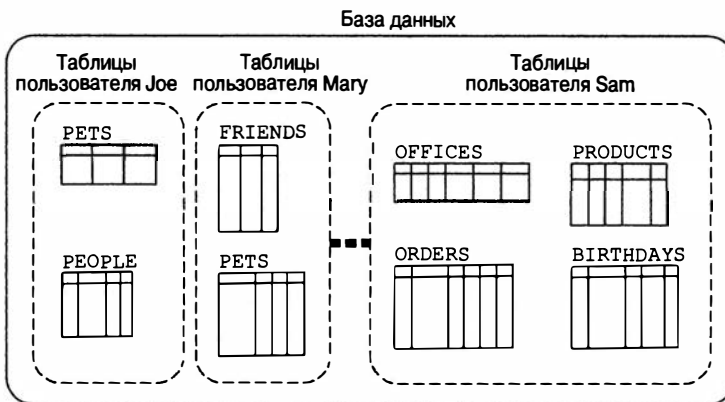 База данных
Таблицы
пользователя Joe
Таблицы
пользователя Mary
Таблицы
пользователя Sam
PETS
PEOPLE
FRIENDS
PETS
OFFICES
PRODUCTS
ORDERS
BIRTHDAYS